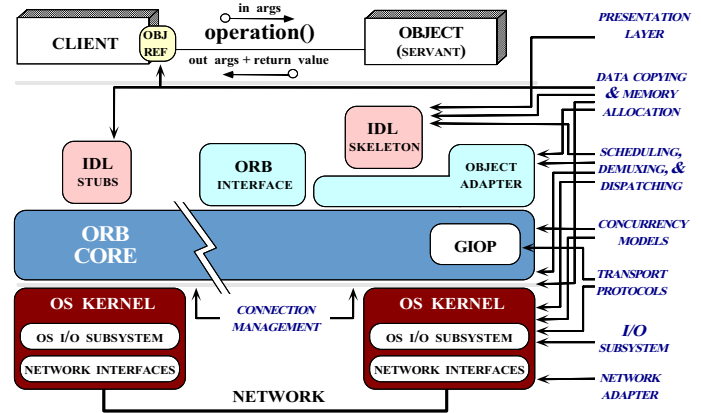 in args
operation()
out args + return value
CLIENT
OBJ
REF
OBJECT
(SERVANT)
PRESENTATION
LAYER
DATA COPYING
& MEMORY
ALLOCATION
IDL
STUBS
ORB
INTERFACE
IDL
SKELETON
OBJECT
ADAPTER
SCHEDULING,
DEMUXING, &
DISPATCHING
ORB
CORE
GIOP
CONCURRENCY
MODELS
TRANSPORT
PROTOCOLS
OS KERNEL
OS I/O SUBSYSTEM
NETWORK INTERFACES
CONNECTION
MANAGEMENT
OS KERNEL
OS I/O SUBSYSTEM
NETWORK INTERFACES
I/O
SUBSYSTEM
NETWORK
ADAPTER
NETWORK